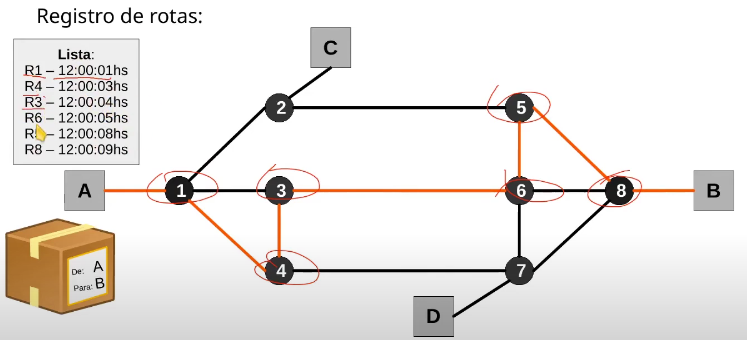 Registro de rotas:
Lista:
R1 – 12:00:01hs
R4 – 12:00:03hs
R3 – 12:00:04hs
R6 – 12:00:05hs
R5 – 12:00:08hs
R8 – 12:00:09hs
C
2
5
A
1
3
6
8
B
4
7
D
De: A
Para: B